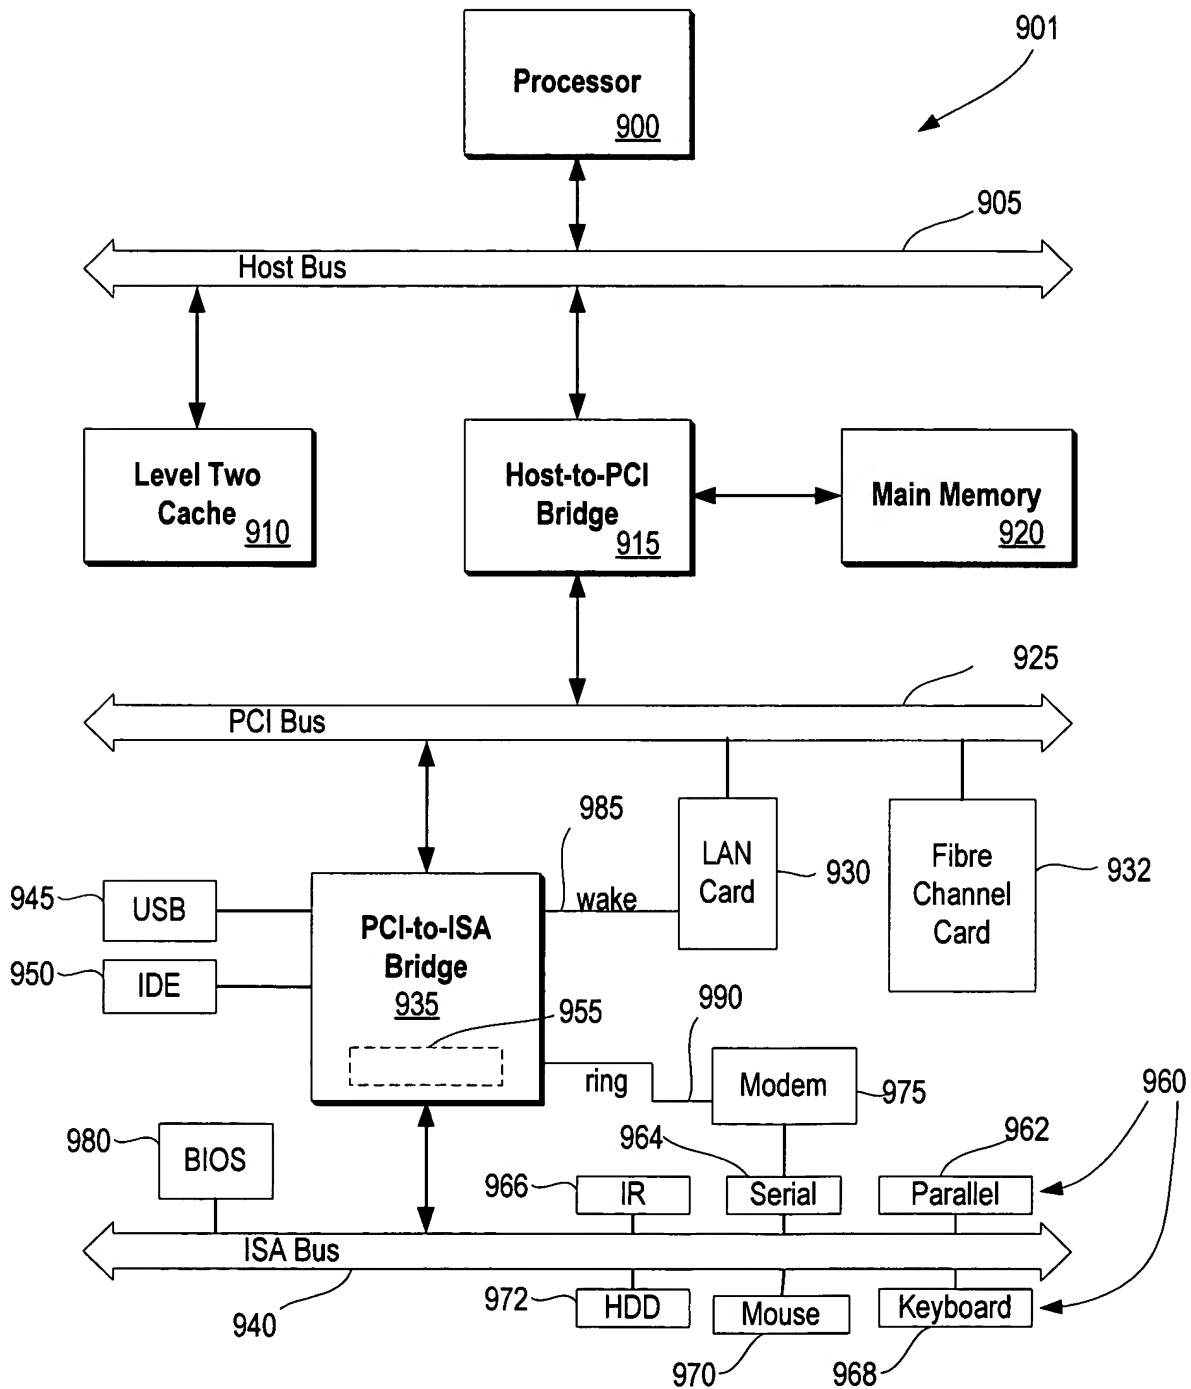 901
Processor
900
905
Host Bus
Level Two
Cache
910
Host-to-PCI
Bridge
915
Main Memory
920
925
PCI Bus
985
LAN
Card
930
Fibre
Channel
Card
932
945
USB
wake
PCI-to-ISA
Bridge
935
950
IDE
955
990
ring
Modem
975
960
980
BIOS
964
962
966
IR
Serial
Parallel
ISA Bus
940
972
HDD
Mouse
970
Keyboard
968